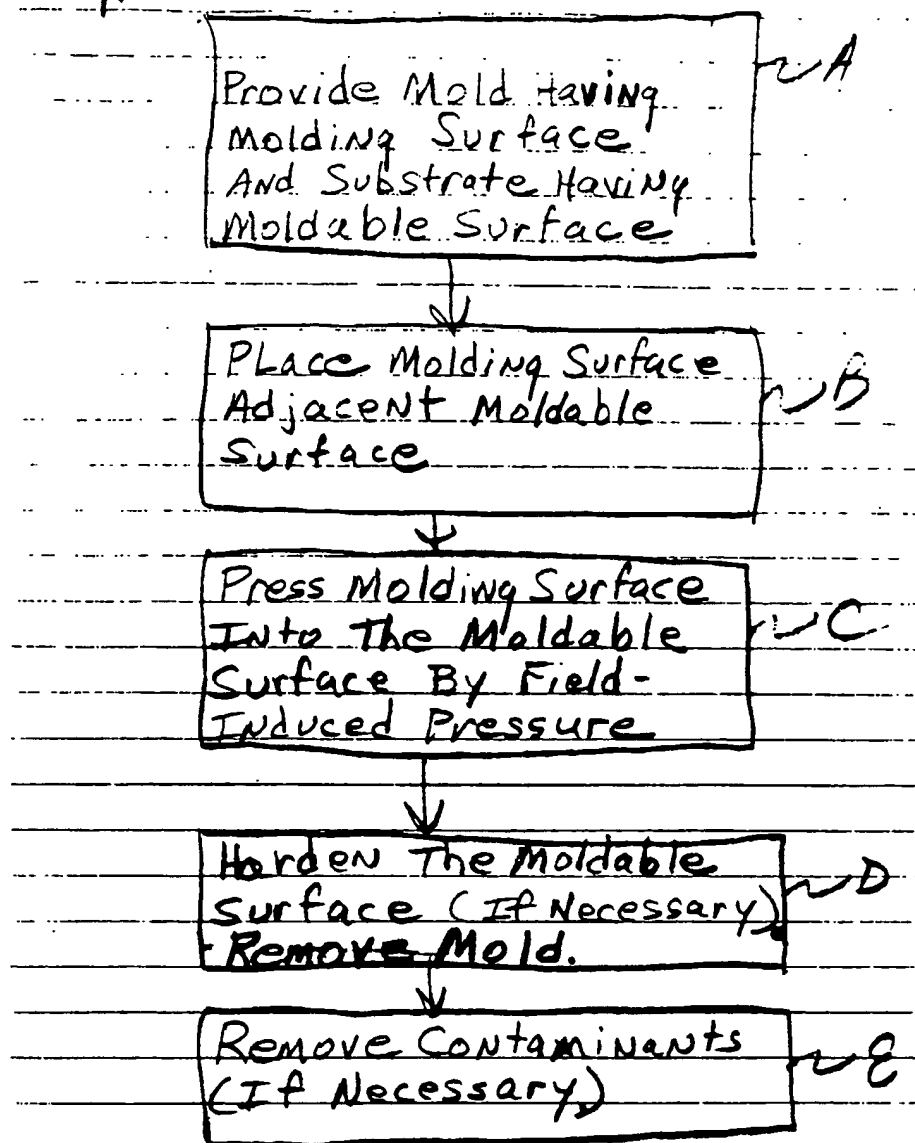 Provide Mold Having
Molding Surface
And Substrate Having
Moldable Surface
A
Place Molding Surface
Adjacent Moldable
Surface
B
Press Molding Surface
Into The Moldable
Surface By Field-
Induced Pressure
C
Harden The Moldable
Surface (If Necessary).
Remove Mold.
D
Remove Contaminants
(If Necessary)
E